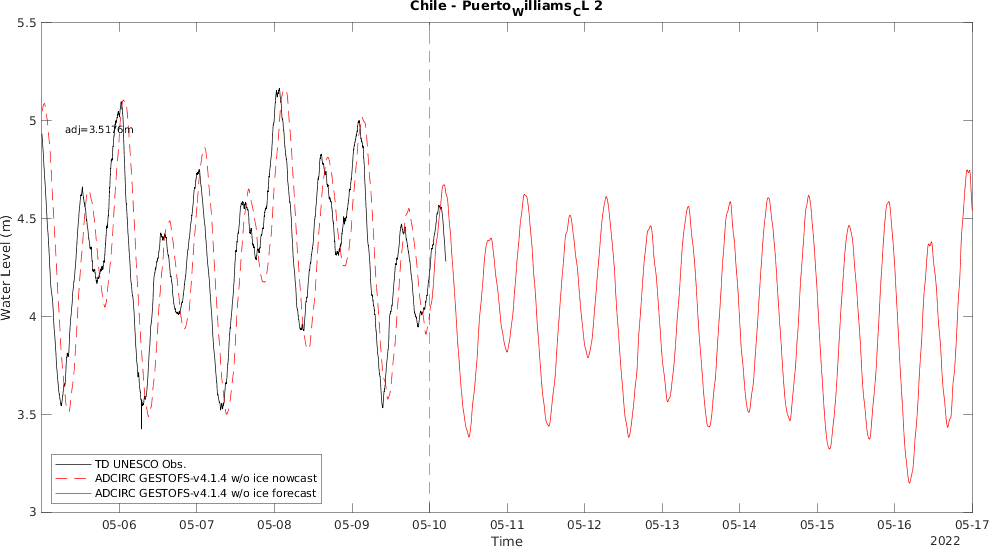 Chile - PuertoWilliamsCL 2
5.5
5
4.5
4
3.5
3
Water Level (m)
adj=3.5176m
TD UNESCO Obs.
ADCIRC GESTOFS-v4.1.4 w/o ice nowcast
ADCIRC GESTOFS-v4.1.4 w/o ice forecast
05-06 05-07 05-08 05-09 05-10 05-11 05-12 05-13 05-14 05-15 05-16 05-17
Time
2022